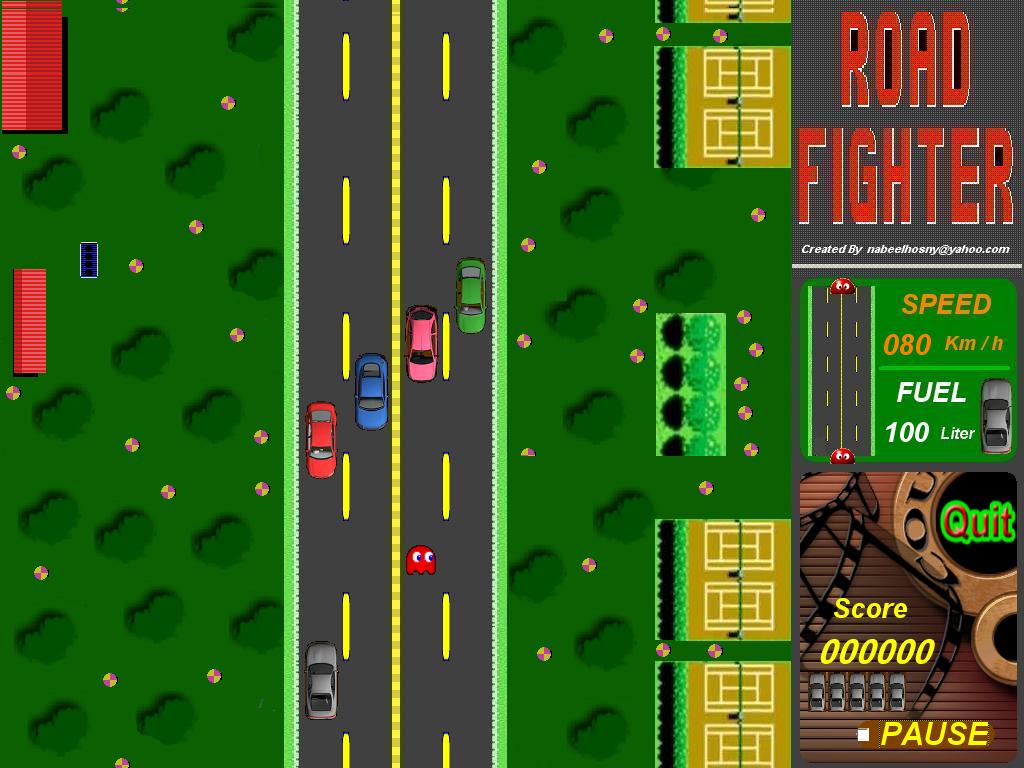 ROAD
FIGHTER
Created By nabeelhosny@yahoo.com
SPEED
080 Km / h
FUEL
100 Liter
Quit
Score
000000
PAUSE